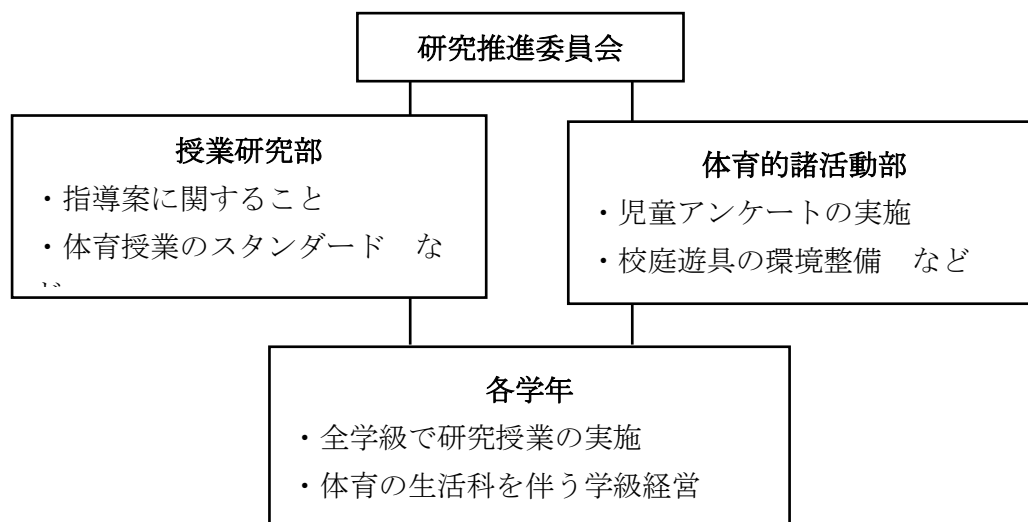 研究推進委員会
授業研究部
・指導案に関すること
・体育授業のスタンダード　な
体育的諸活動部
・児童アンケートの実施
・校庭遊具の環境整備　など
各学年
・全学級で研究授業の実施
・体育の生活科を伴う学級経営